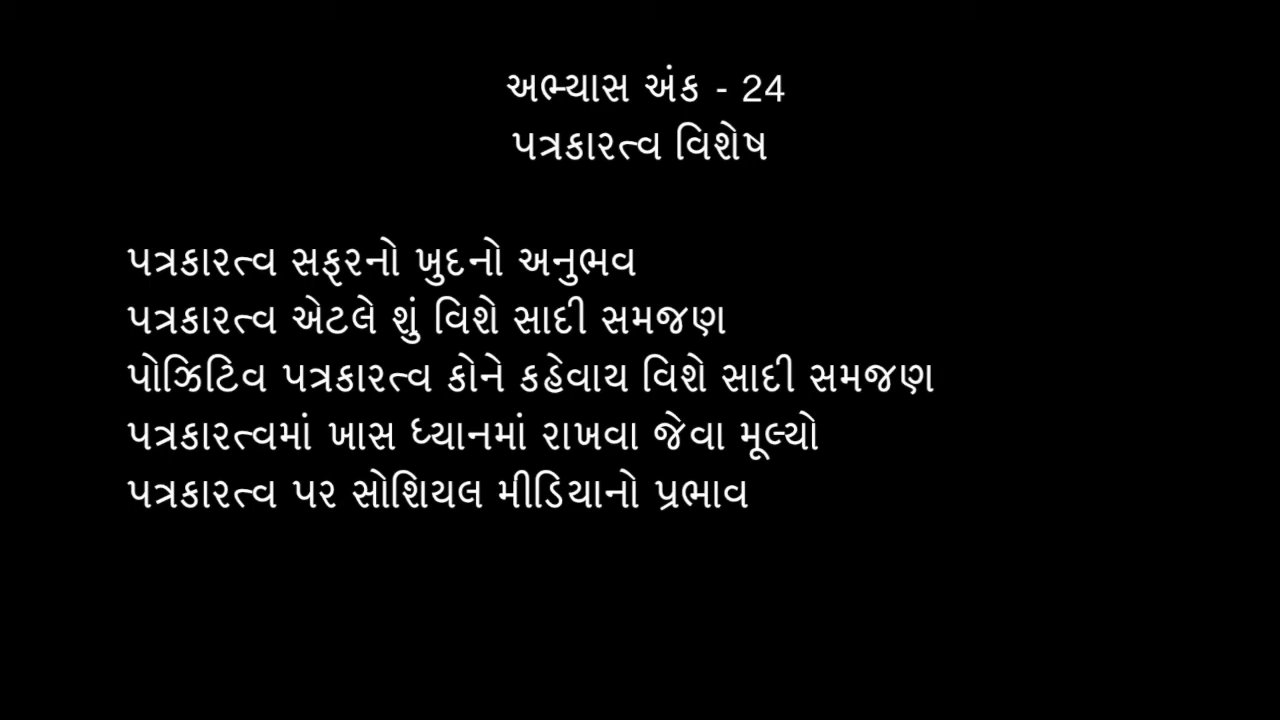 અભ્યાસ અંક - 24
પત્રકારત્વ વિશેષ
પત્રકારત્વ સફરનો ખુદનો અનુભવ
પત્રકારત્વ એટલે શું વિશે સાદી સમજણ
પોઝિટિવ પત્રકારત્વ કોને કહેવાય વિશે સાદી સમજણ
પત્રકારત્વમાં ખાસ ધ્યાનમાં રાખવા જેવા મૂલ્યો
પત્રકારત્વ પર સોશિયલ મીડિયાનો પ્રભાવ